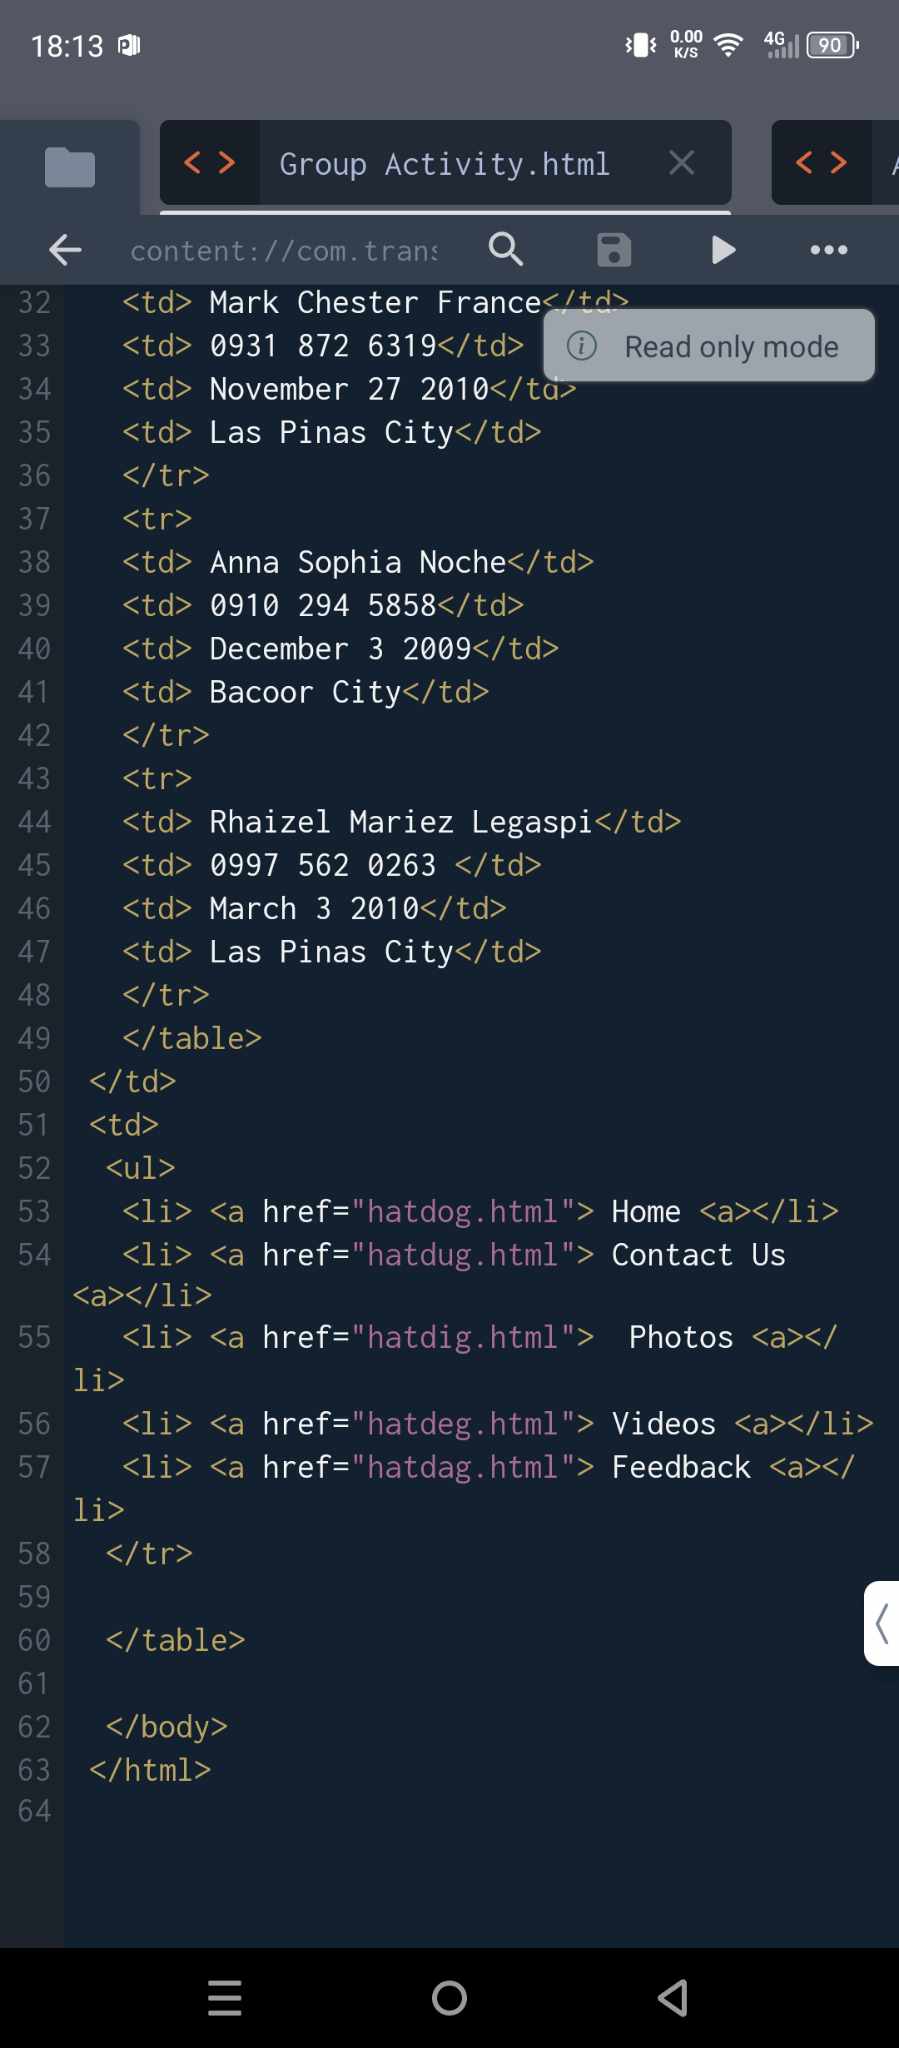 18:13
0.00
K/S
4G
90
Group Activity.html
content://com.trans
32 <td> Mark Chester France</td>
Read only mode
33 <td> 0931 872 6319</td>
34 <td> November 27 2010</td>
35 <td> Las Pinas City</td>
36 </tr>
37 <tr>
38 <td> Anna Sophia Noche</td>
39 <td> 0910 294 5858</td>
40 <td> December 3 2009</td>
41 <td> Bacoor City</td>
42 </tr>
43 <tr>
44 <td> Rhaizel Mariez Legaspi</td>
45 <td> 0997 562 0263 </td>
46 <td> March 3 2010</td>
47 <td> Las Pinas City</td>
48 </tr>
49 </table>
50 </td>
51 <td>
52 <ul>
53 <li> <a href="hatdog.html"> Home <a></li>
54 <li> <a href="hatdug.html"> Contact Us
<a></li>
55 <li> <a href="hatdig.html">  Photos <a></
li>
56 <li> <a href="hatdeg.html"> Videos <a></li>
57 <li> <a href="hatdag.html"> Feedback <a></
li>
58 </tr>
59
60 </table>
61
62 </body>
63 </html>
64